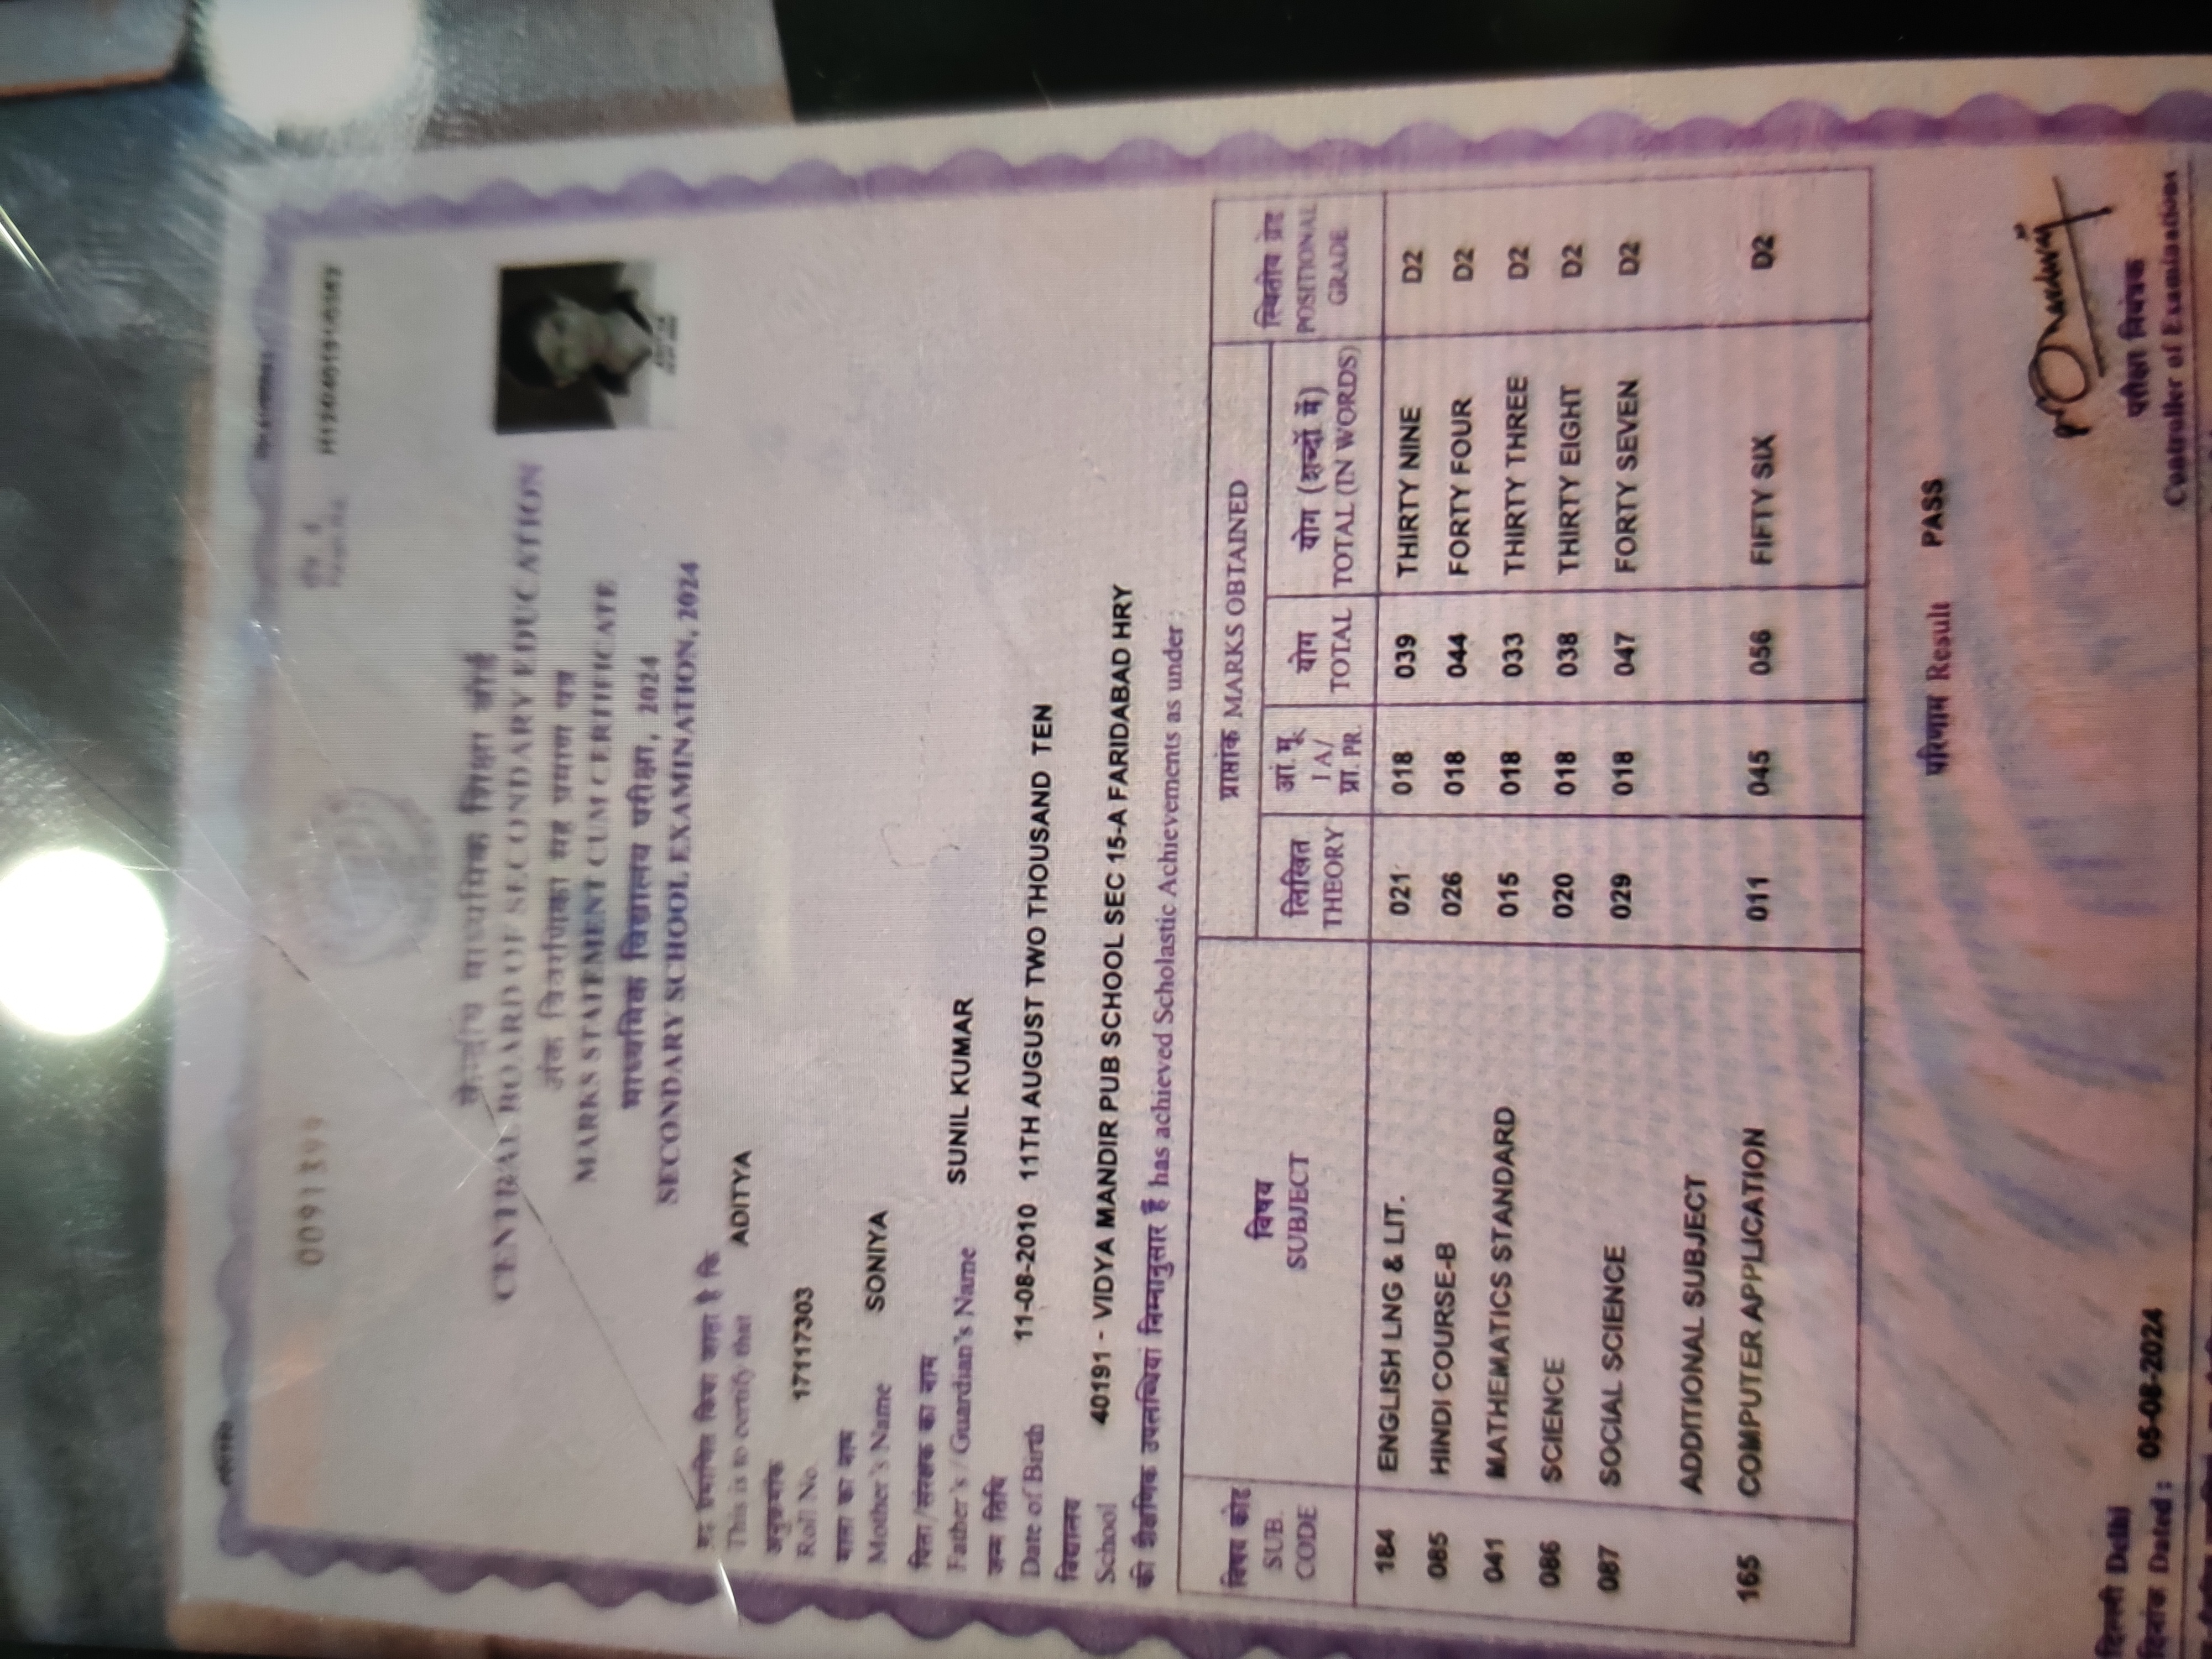 00913
केन्द्रीय माध्यमिक शिक्षा बोर्ड
CENTRAL BOARD OF SECONDARY EDUCATION
अंक विवरणिका सह प्रमाण पत्र
MARKS STATEMENT CUM CERTIFICATE
माध्यमिक विद्यालय परीक्षा, 2024
SECONDARY SCHOOL EXAMINATION, 2024
यह प्रमाणित किया जाता है कि
This is to certify that ADITYA
अनुक्रमांक
Roll No. 17117303
माता का नाम
Mother's Name SONIYA
पिता/संरक्षक का नाम
Father's / Guardian's Name SUNIL KUMAR
जन्म तिथि
Date of Birth 11-08-2010 11TH AUGUST TWO THOUSAND TEN
विद्यालय
School 40191 - VIDYA MANDIR PUB SCHOOL SEC 15-A FARIDABAD HRY
की शैक्षणिक उपलब्धियां निम्नानुसार हैं has achieved Scholastic Achievements as under :
विषय कोड SUB. CODE
विषय SUBJECT
प्राप्तांक MARKS OBTAINED
लिखित THEORY
आं.मू. I A/ प्रा. PR.
योग TOTAL
योग (शब्दों में) TOTAL (IN WORDS)
स्थितीय ग्रेड POSITIONAL GRADE
184 ENGLISH LNG & LIT. 021 018 039 THIRTY NINE D2
085 HINDI COURSE-B 026 018 044 FORTY FOUR D2
041 MATHEMATICS STANDARD 015 018 033 THIRTY THREE D2
086 SCIENCE 020 018 038 THIRTY EIGHT D2
087 SOCIAL SCIENCE 029 018 047 FORTY SEVEN D2
ADDITIONAL SUBJECT
165 COMPUTER APPLICATION 011 045 056 FIFTY SIX D2
परिणाम Result PASS
दिल्ली Delhi
दिनांक Dated : 05-08-2024
परीक्षा नियंत्रक
Controller of Examinations